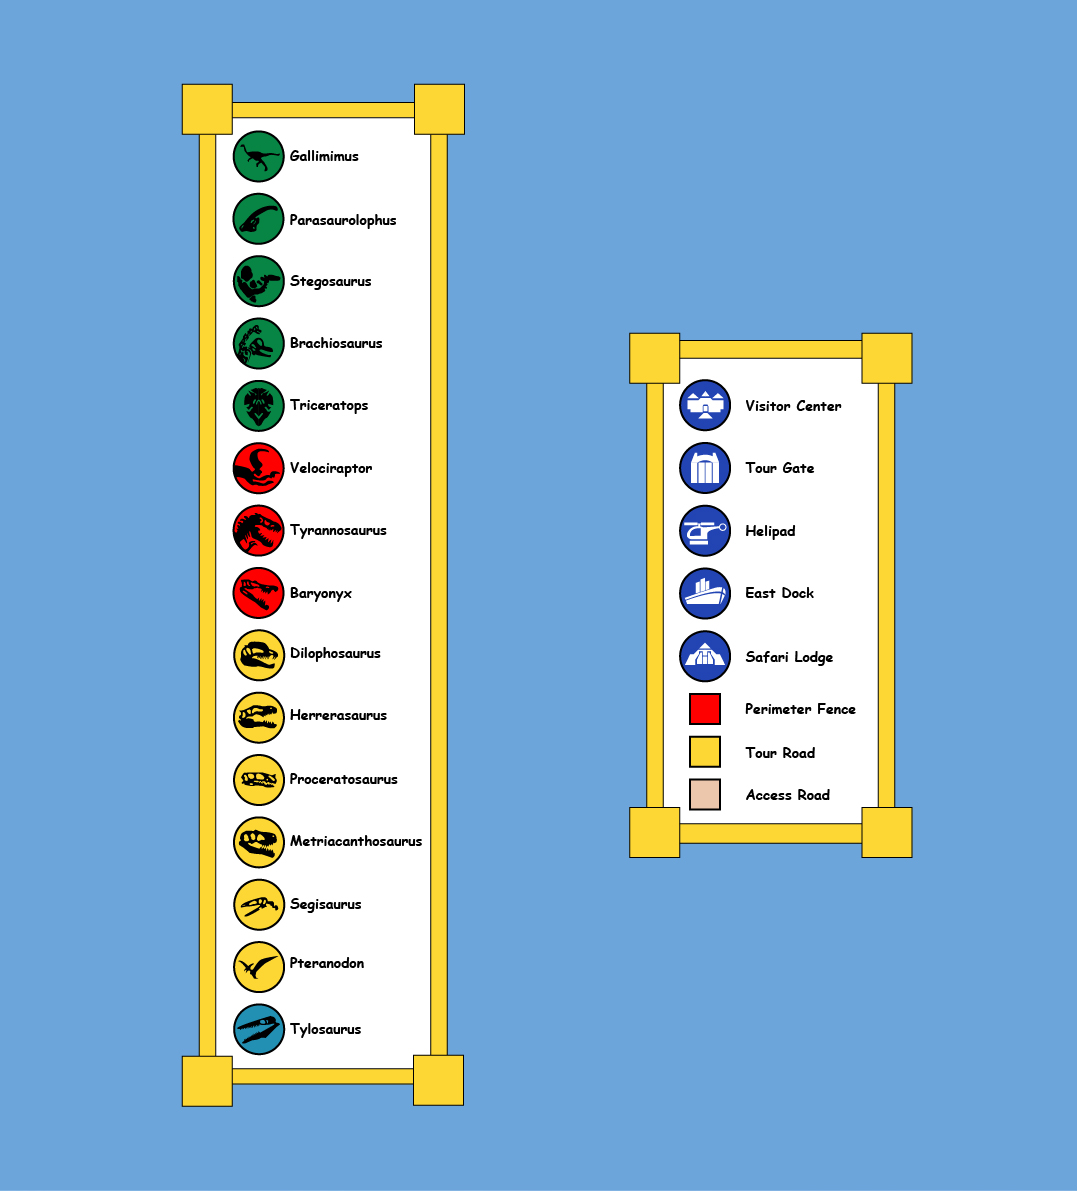 Gallimimus
Parasaurolophus
Stegosaurus
Brachiosaurus
Triceratops
Velociraptor
Tyrannosaurus
Baryonyx
Dilophosaurus
Herrerasaurus
Proceratosaurus
Metriacanthosaurus
Segisaurus
Pteranodon
Tylosaurus
Visitor Center
Tour Gate
Helipad
East Dock
Safari Lodge
Perimeter Fence
Tour Road
Access Road